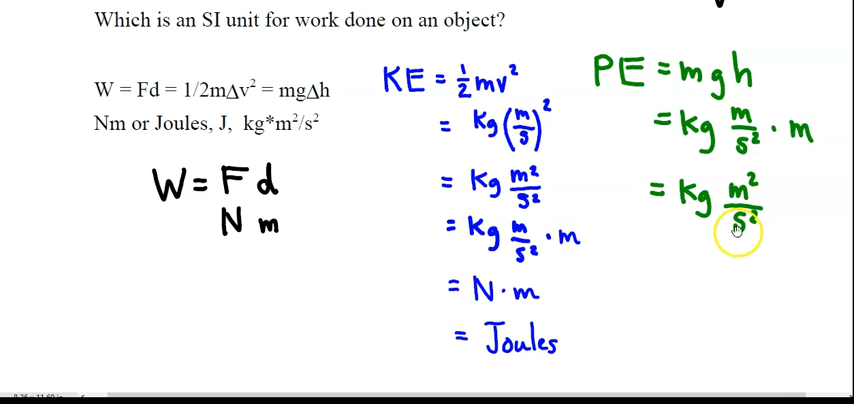 Which is an SI unit for work done on an object?
W = Fd = 1/2mΔv² = mgΔh
Nm or Joules, J, kg*m²/s²
W = F d
N m
KE = ½mv²
= Kg(m/s)²
= Kg m²/s²
= Kg m/s² · m
= N · m
= Joules
PE = mgh
= Kg m/s² · m
= Kg m²/s²